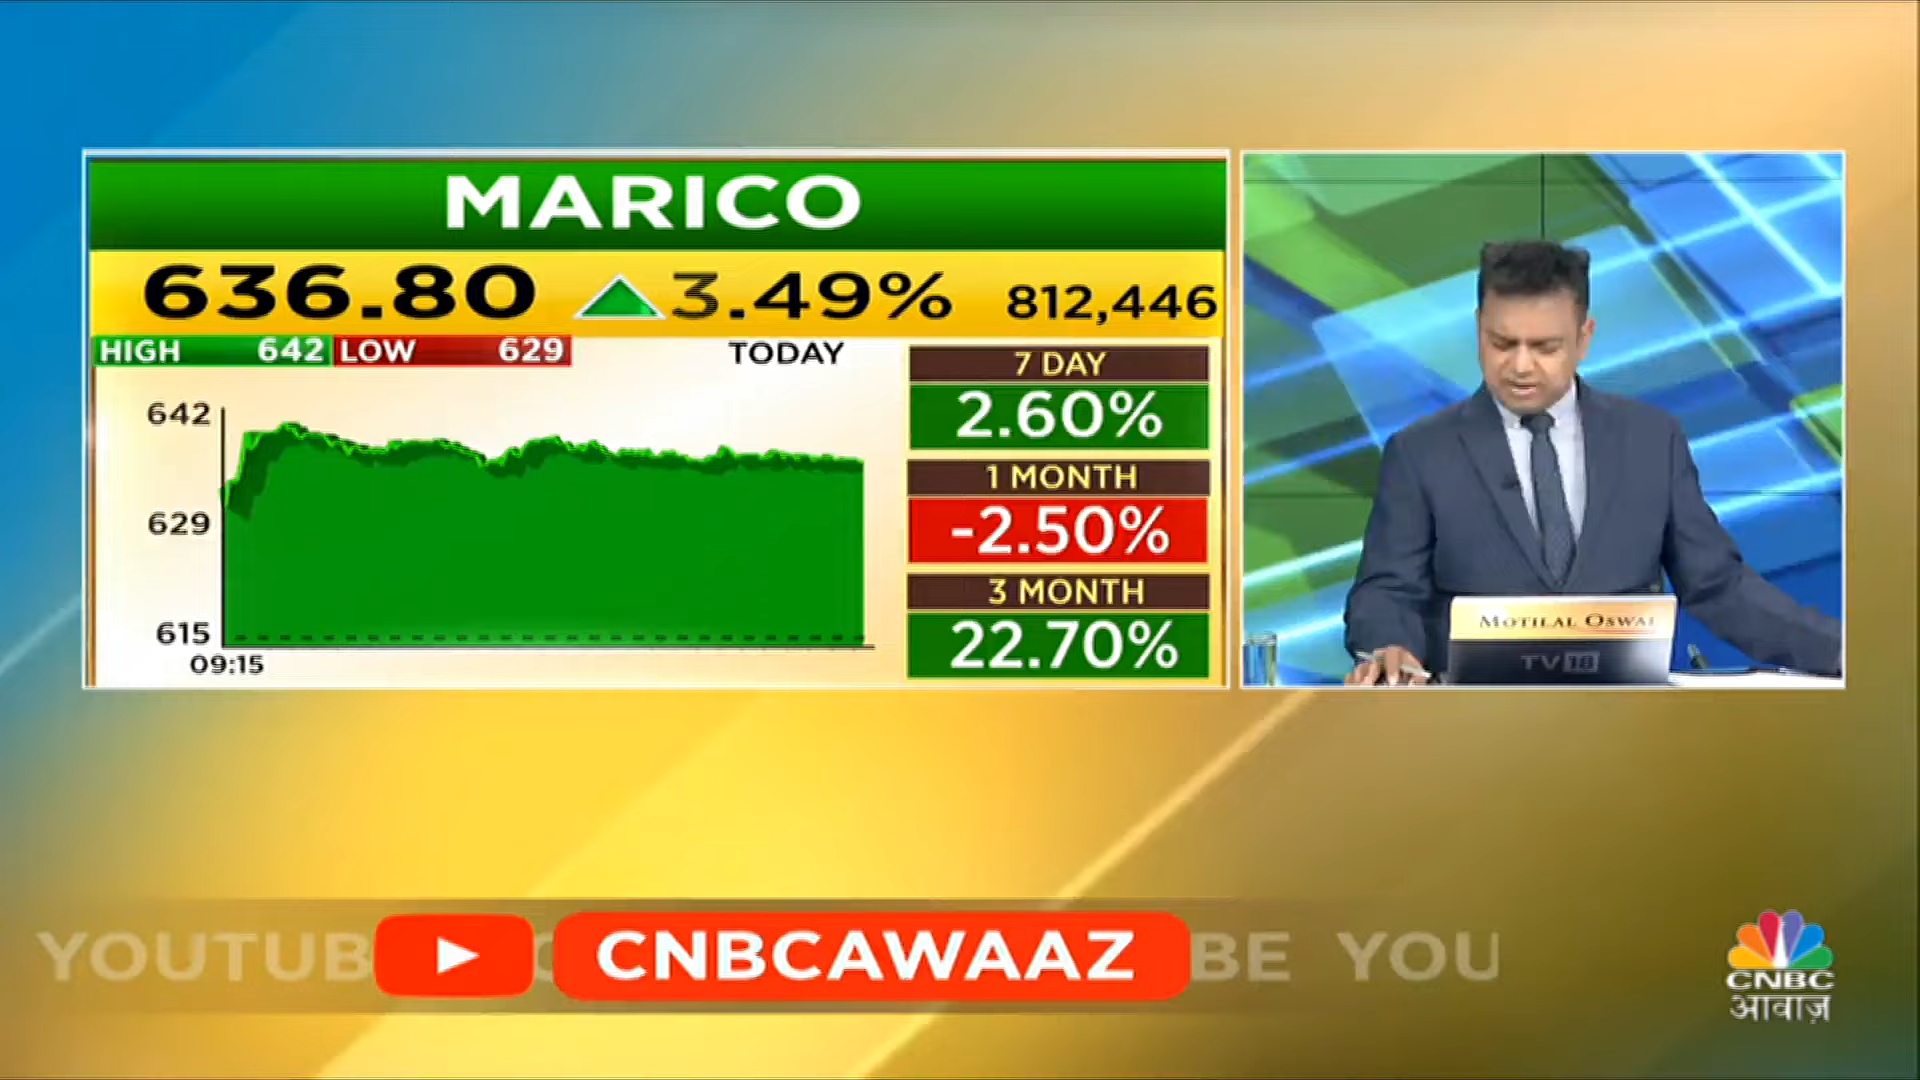 MARICO
636.80 3.49% 812,446
HIGH 642 LOW 629 TODAY
642
629
615
09:15
7 DAY
2.60%
1 MONTH
-2.50%
3 MONTH
22.70%
MOTILAL OSWAL
TV18
YOUTUB BE YOU
CNBCAWAAZ
CNBC
आवाज़